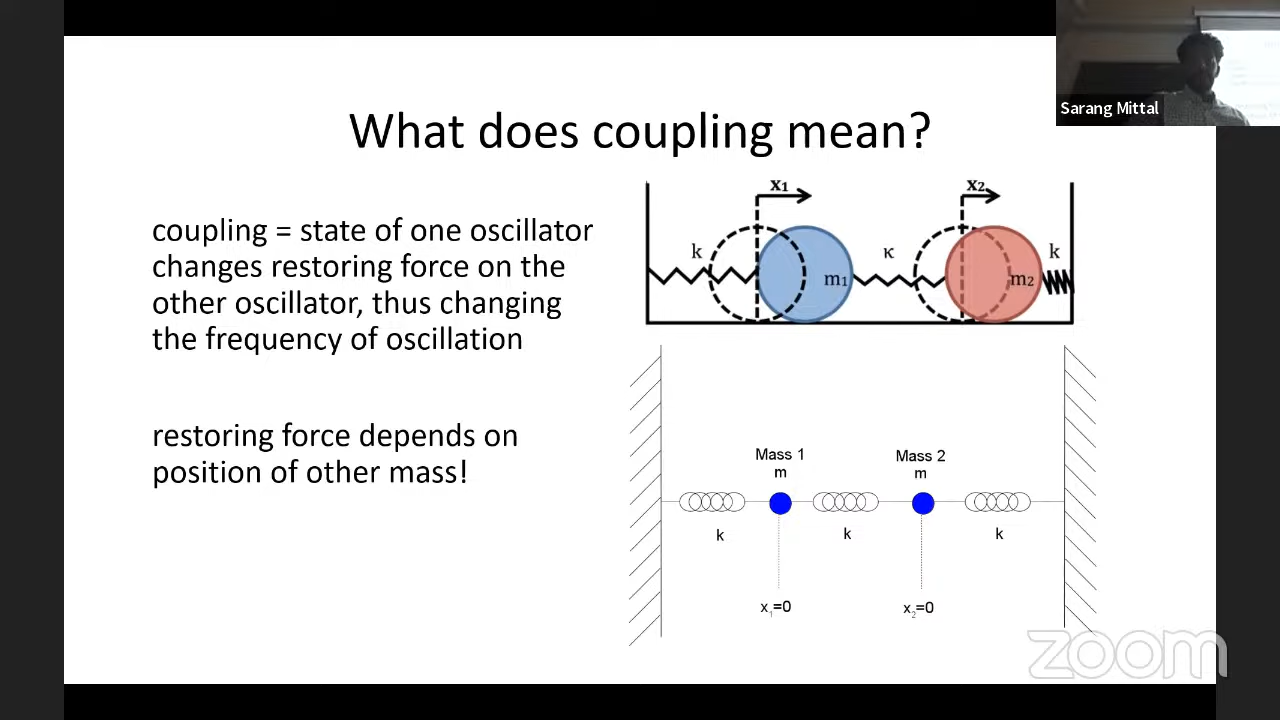 Sarang Mittal
What does coupling mean?
coupling = state of one oscillator
changes restoring force on the
other oscillator, thus changing
the frequency of oscillation
restoring force depends on
position of other mass!
x₁ x₂
k κ k
m₁ m₂
Mass 1 Mass 2
m m
k k k
x₁=0 x₂=0
zoom